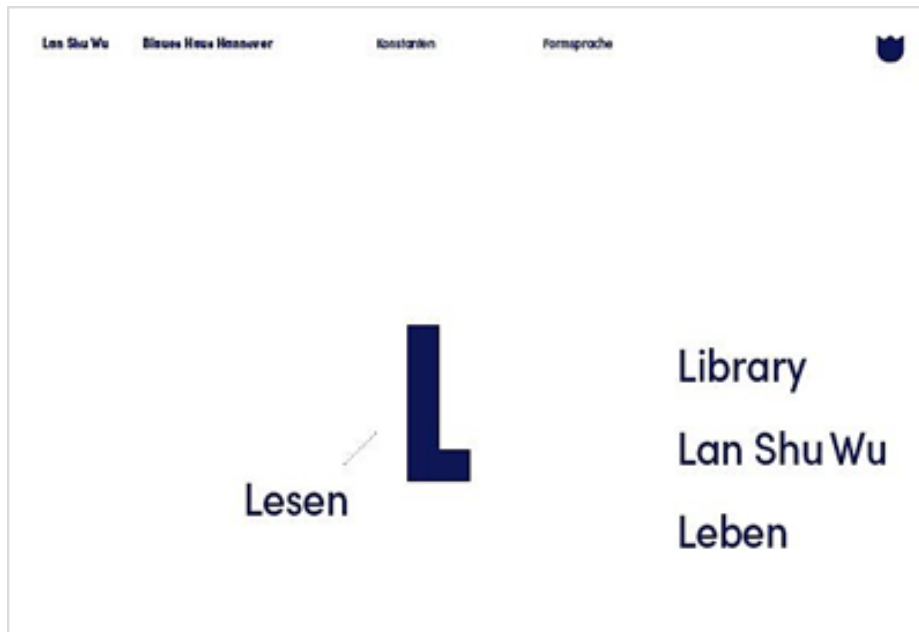 Lan Shu Wu Blaues Haus Hannover Konstanten Formsprache
L
Lesen
Library
Lan Shu Wu
Leben